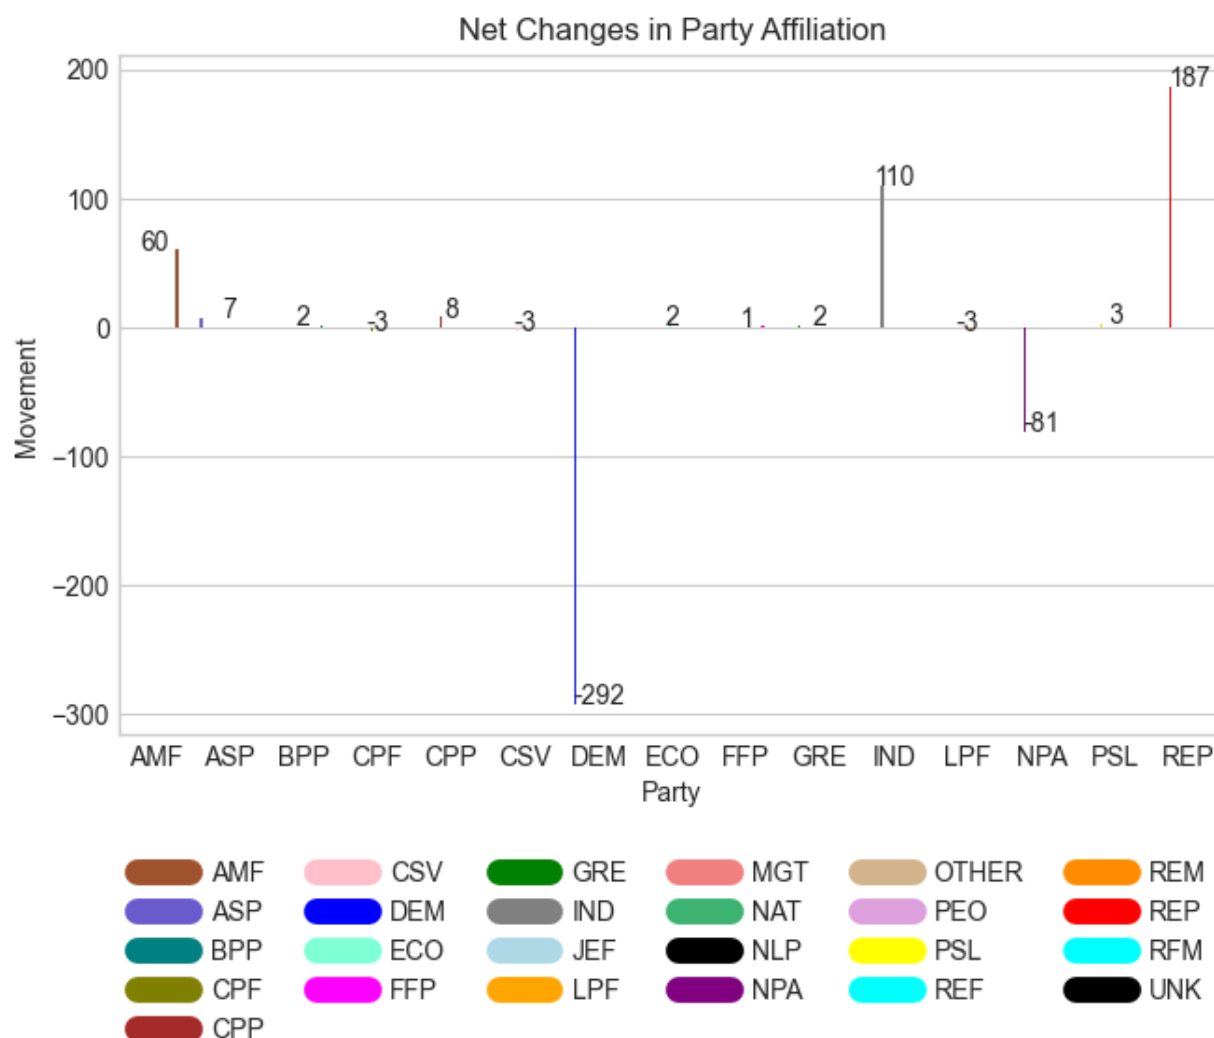 Net Changes in Party Affiliation
200
187
110
100
60
7
2
-3
8
-3
2
1
2
-3
3
0
Movement
-81
−100
−200
-292
−300
AMF ASP BPP CPF CPP CSV DEM ECO FFP GRE IND LPF NPA PSL REP
Party
AMF CSV GRE MGT OTHER REM
ASP DEM IND NAT PEO REP
BPP ECO JEF NLP PSL RFM
CPF FFP LPF NPA REF UNK
CPP